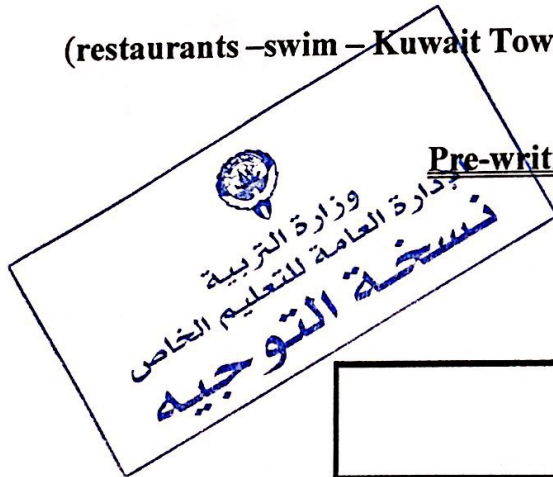 (restaurants –swim – Kuwait Tow
Pre-writ
وزارة التربية
الإدارة العامة للتعليم الخاص
نسخة التوجيه